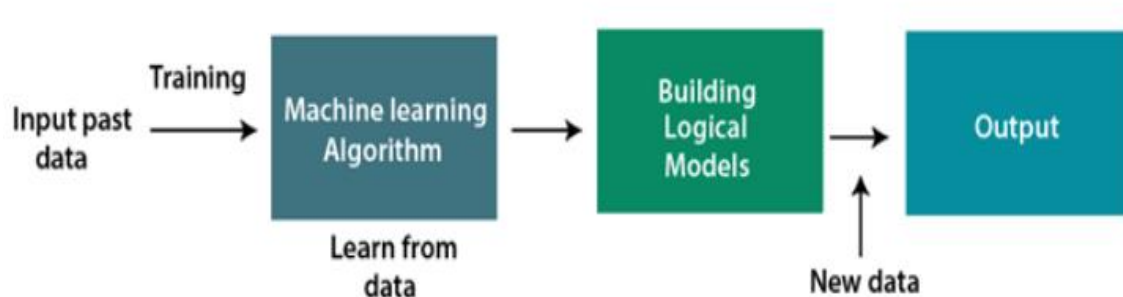 Input past
data
Training
Machine learning
Algorithm
Learn from
data
Building
Logical
Models
New data
Output